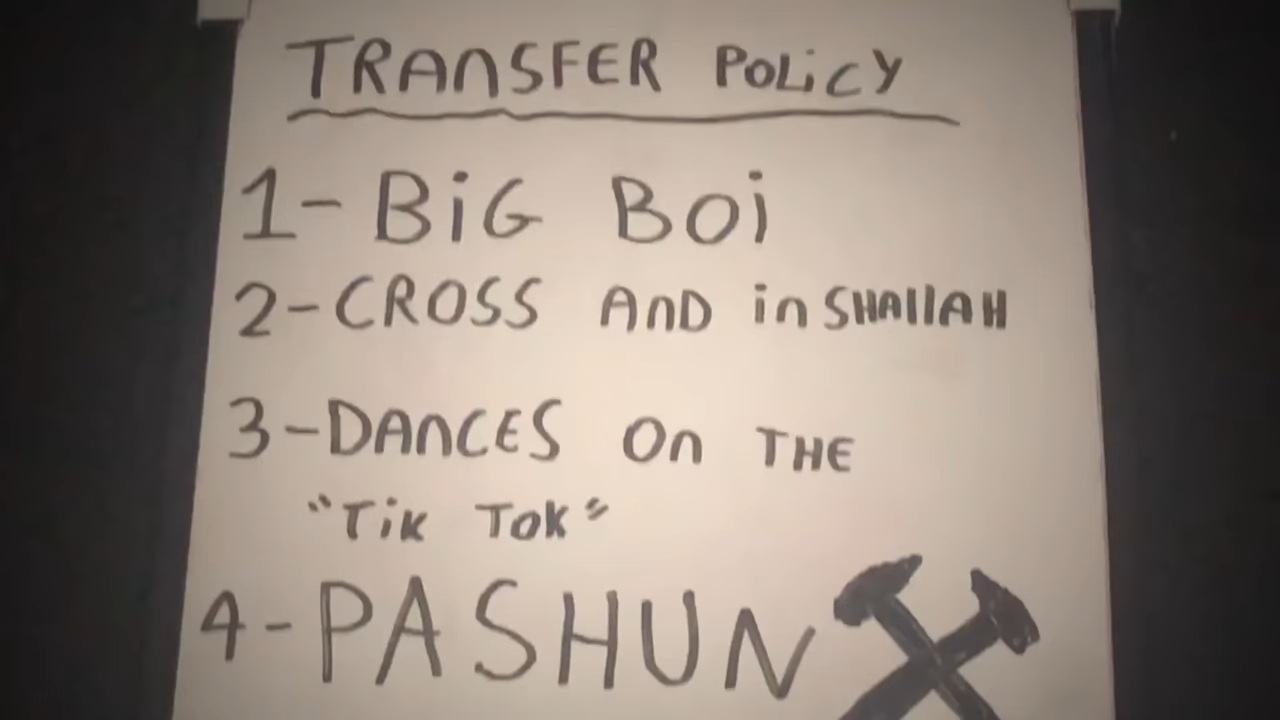 TRANSFER POLiCY
1- BiG BOi
2-CROSS AnD inSHAllAH
3-DAnCES On THE
"TiK TOK"
4-PASHUN